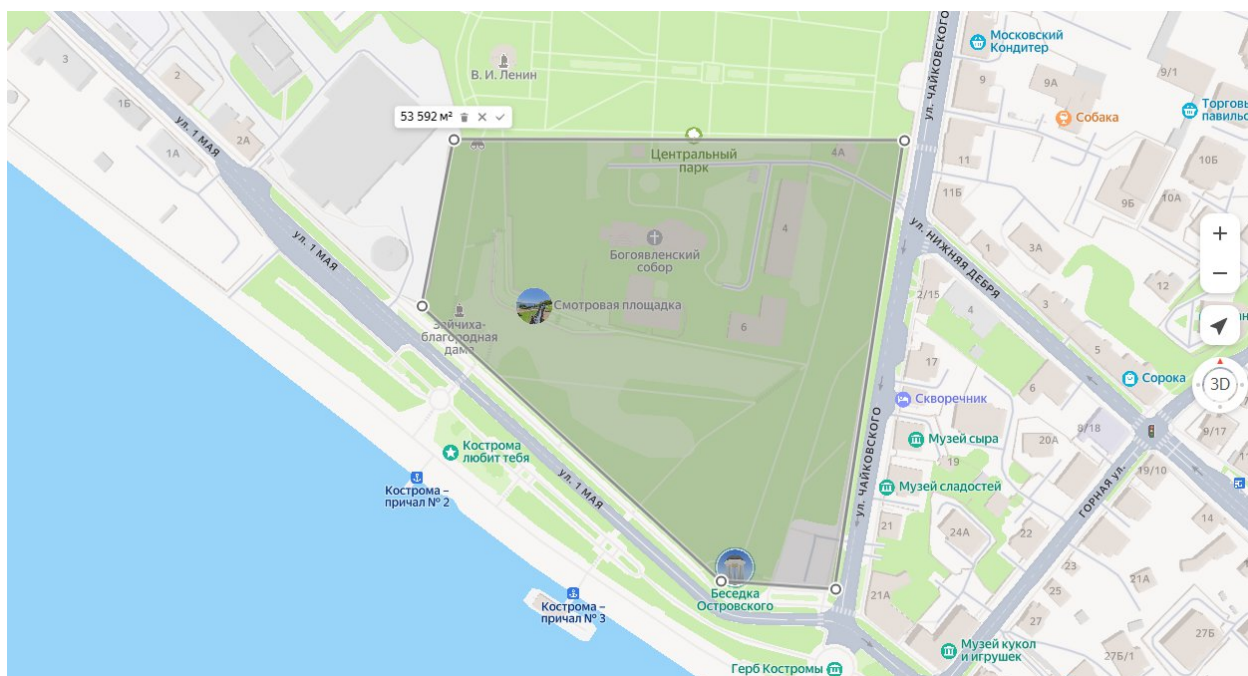 Московский
Кондитер
ул. ЧАЙКОВСКОГО
3
2
9
9А
9/1
В. И. Ленин
1Б
53 592 м²
Собака
Торговы
павильо
ул. 1 МАЯ
2А
1А
Центральный
парк
4А
11
10Б
11Б
9Б
10А
4
ул. НИЖНЯЯ ДЕБРЯ
1
3А
Богоявленский
собор
ул. 1 МАЯ
12
2/15
4
3
Смотровая площадка
Зайчиха-
благородная
дама
6
5
17
6
Сорока
3D
Скворечник
ул. ЧАЙКОВСКОГО
8/18
9/17
Кострома
любит тебя
Музей сыра
20А
19
19/10
ул. 1 МАЯ
Кострома –
причал № 2
Музей сладостей
ГОРНАЯ ул.
21
24А
22
14
Беседка
Островского
23
21А
25
21А
Кострома –
причал № 3
27
27Б
Музей кукол
и игрушек
27Б/1
Герб Костромы